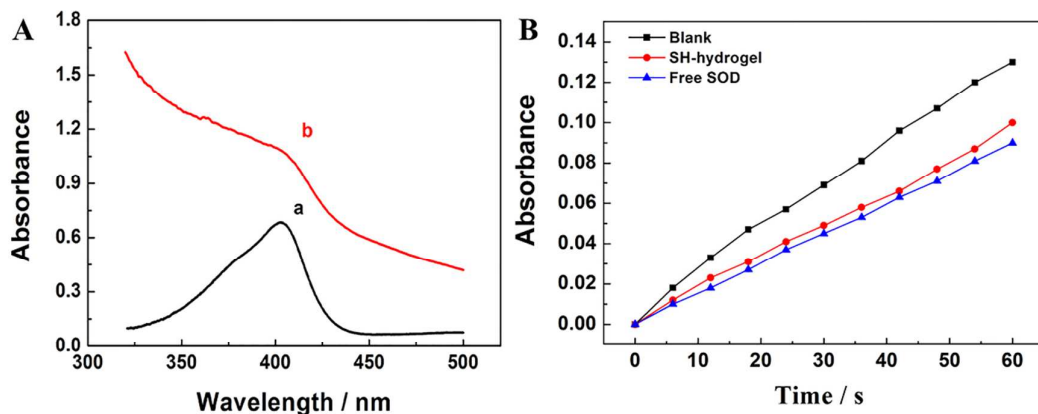 A
Absorbance
1.8
1.5
1.2
0.9
0.6
0.3
0.0
b
a
300 350 400 450 500
Wavelength / nm
B
Absorbance
0.14
0.12
0.10
0.08
0.06
0.04
0.02
0.00
Blank
SH-hydrogel
Free SOD
0 10 20 30 40 50 60
Time / s